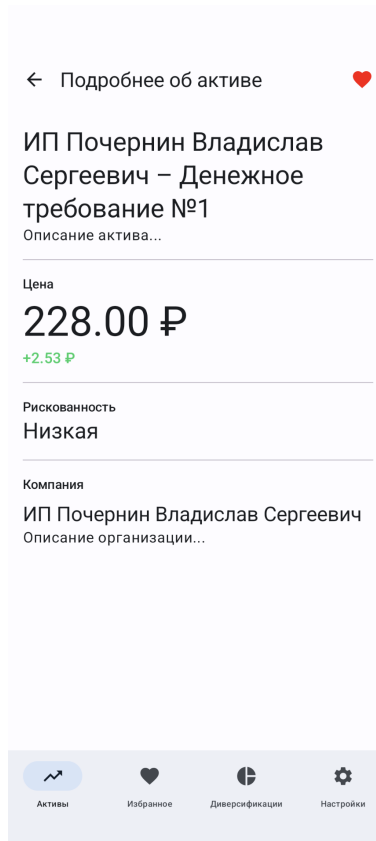 Подробнее об активе
ИП Почернин Владислав
Сергеевич – Денежное
требование №1
Описание актива...
Цена
228.00 ₽
+2.53 ₽
Рискованность
Низкая
Компания
ИП Почернин Владислав Сергеевич
Описание организации...
Активы
Избранное
Диверсификации
Настройки